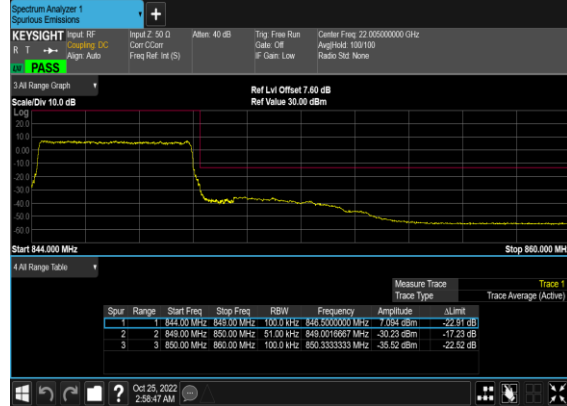 Spectrum Analyzer 1
Spurious Emissions
+
KEYSIGHT Input: RF Input Z: 50 Ω Atten: 40 dB Trig: Free Run Center Freq: 22.005000000 GHz
R T Coupling: DC Corr CCorr Gate: Off Avg|Hold: 100/100
Align: Auto Freq Ref: Int (S) IF Gain: Low Radio Std: None
PASS
3 All Range Graph
Ref Lvl Offset 7.60 dB
Scale/Div 10.0 dB Ref Value 30.00 dBm
Log
20.0
10.0
0.00
-10.0
-20.0
-30.0
-40.0
-50.0
-60.0
Start 844.000 MHz Stop 860.000 MH
4 All Range Table
Measure Trace Trace 1
Trace Type Trace Average (Active)
Spur Range Start Freq Stop Freq RBW Frequency Amplitude ΔLimit
1 1 844.00 MHz 849.00 MHz 100.0 kHz 846.5000000 MHz 7.094 dBm -22.91 dB
2 2 849.00 MHz 850.00 MHz 51.00 kHz 849.0016667 MHz -30.23 dBm -17.23 dB
3 3 850.00 MHz 860.00 MHz 100.0 kHz 850.3333333 MHz -35.52 dBm -22.52 dB
? Oct 25, 2022
2:58:47 AM